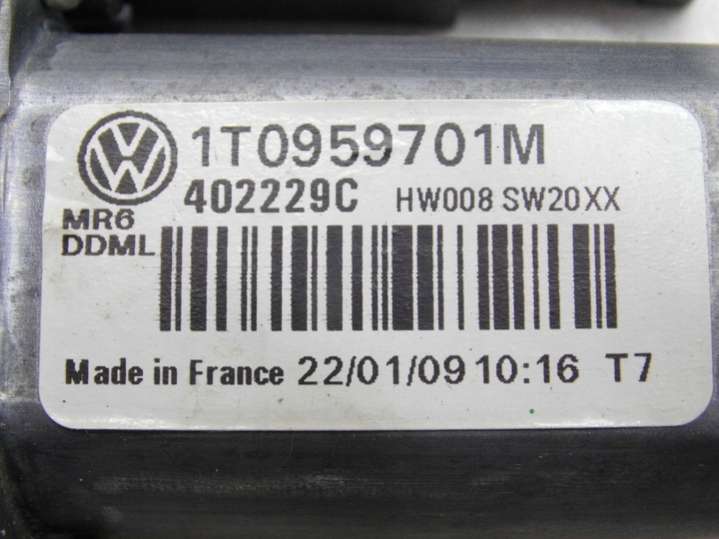 1T0959701M
402229C HW008 SW20XX
MR6
DDML
Made in France 22/01/09 10:16 T7